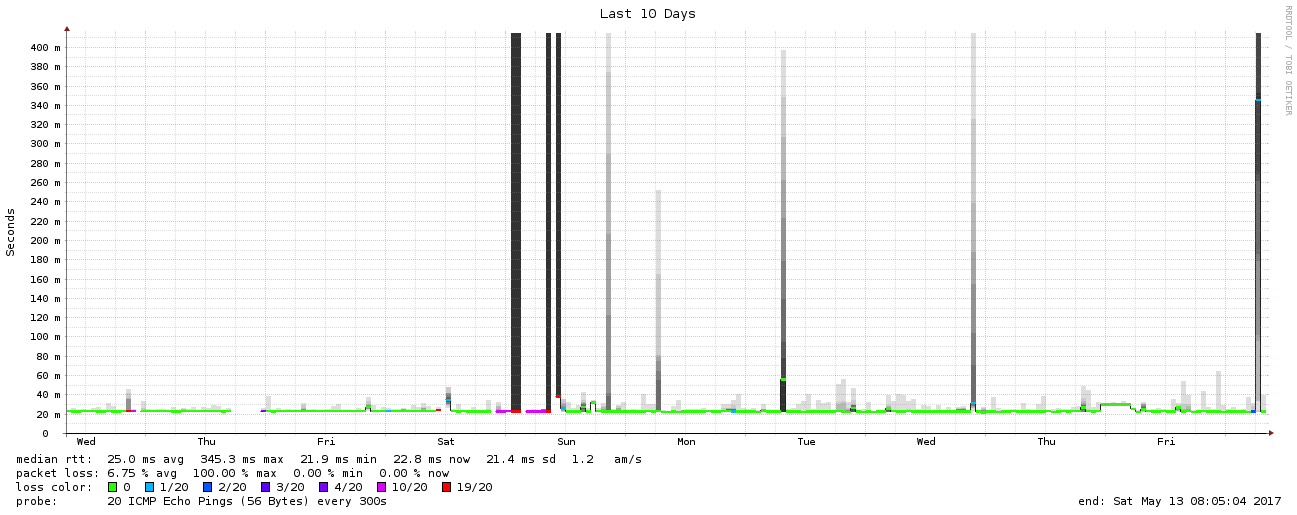 Last 10 Days
RRDTOOL / TOBI OETIKER
Seconds
400 m
380 m
360 m
340 m
320 m
300 m
280 m
260 m
240 m
220 m
200 m
180 m
160 m
140 m
120 m
100 m
80 m
60 m
40 m
20 m
0
Wed Thu Fri Sat Sun Mon Tue Wed Thu Fri
median rtt: 25.0 ms avg 345.3 ms max 21.9 ms min 22.8 ms now 21.4 ms sd 1.2 am/s
packet loss: 6.75 % avg 100.00 % max 0.00 % min 0.00 % now
loss color: 0 1/20 2/20 3/20 4/20 10/20 19/20
probe: 20 ICMP Echo Pings (56 Bytes) every 300s end: Sat May 13 08:05:04 2017